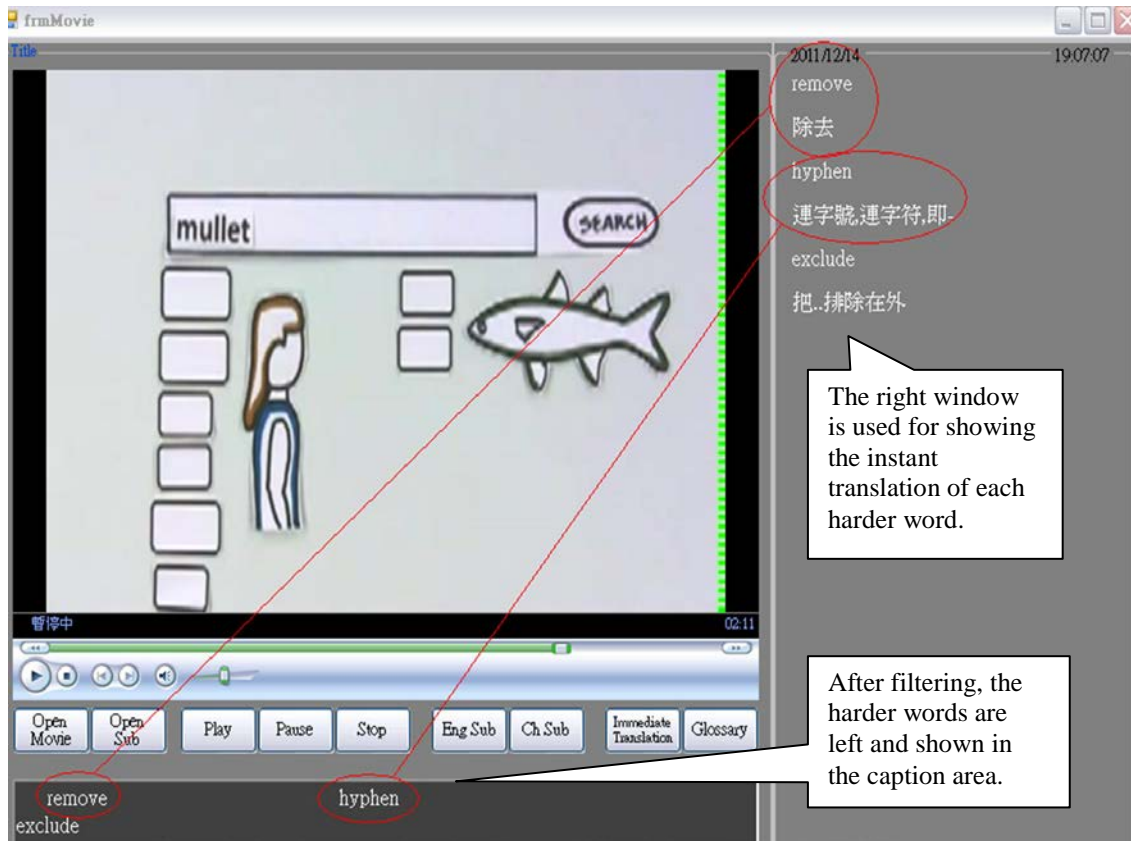 frmMovie
Title
2011/12/14 19:07:07
remove
除去
hyphen
連字號,連字符,即-
exclude
把..排除在外
mullet
SEARCH
The right window
is used for showing
the instant
translation of each
harder word.
暫停中 02:11
Open Movie
Open Sub
Play
Pause
Stop
Eng Sub
Ch Sub
Immediate Translation
Glossary
After filtering, the
harder words are
left and shown in
the caption area.
remove hyphen
exclude